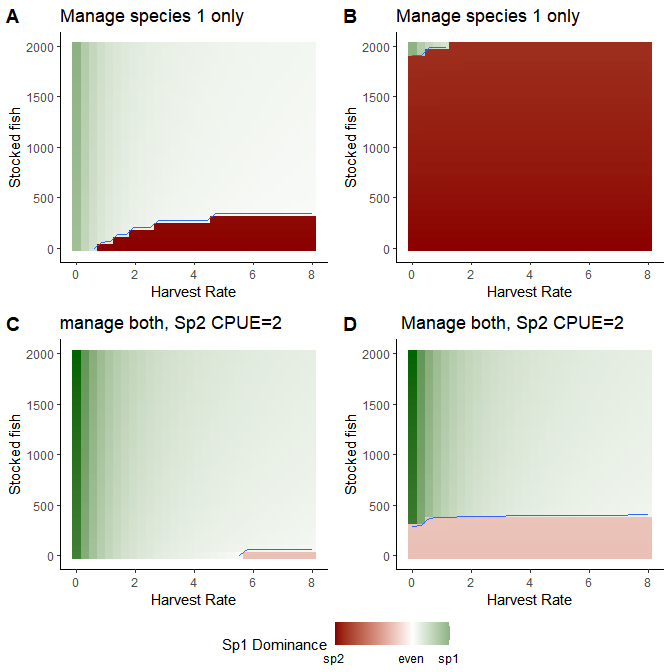 A Manage species 1 only
B Manage species 1 only
Stocked fish
2000
1500
1000
500
0
0 2 4 6 8
Harvest Rate
Stocked fish
2000
1500
1000
500
0
0 2 4 6 8
Harvest Rate
C manage both, Sp2 CPUE=2
D Manage both, Sp2 CPUE=2
Stocked fish
2000
1500
1000
500
0
0 2 4 6 8
Harvest Rate
Stocked fish
2000
1500
1000
500
0
0 2 4 6 8
Harvest Rate
Sp1 Dominance
sp2 even sp1